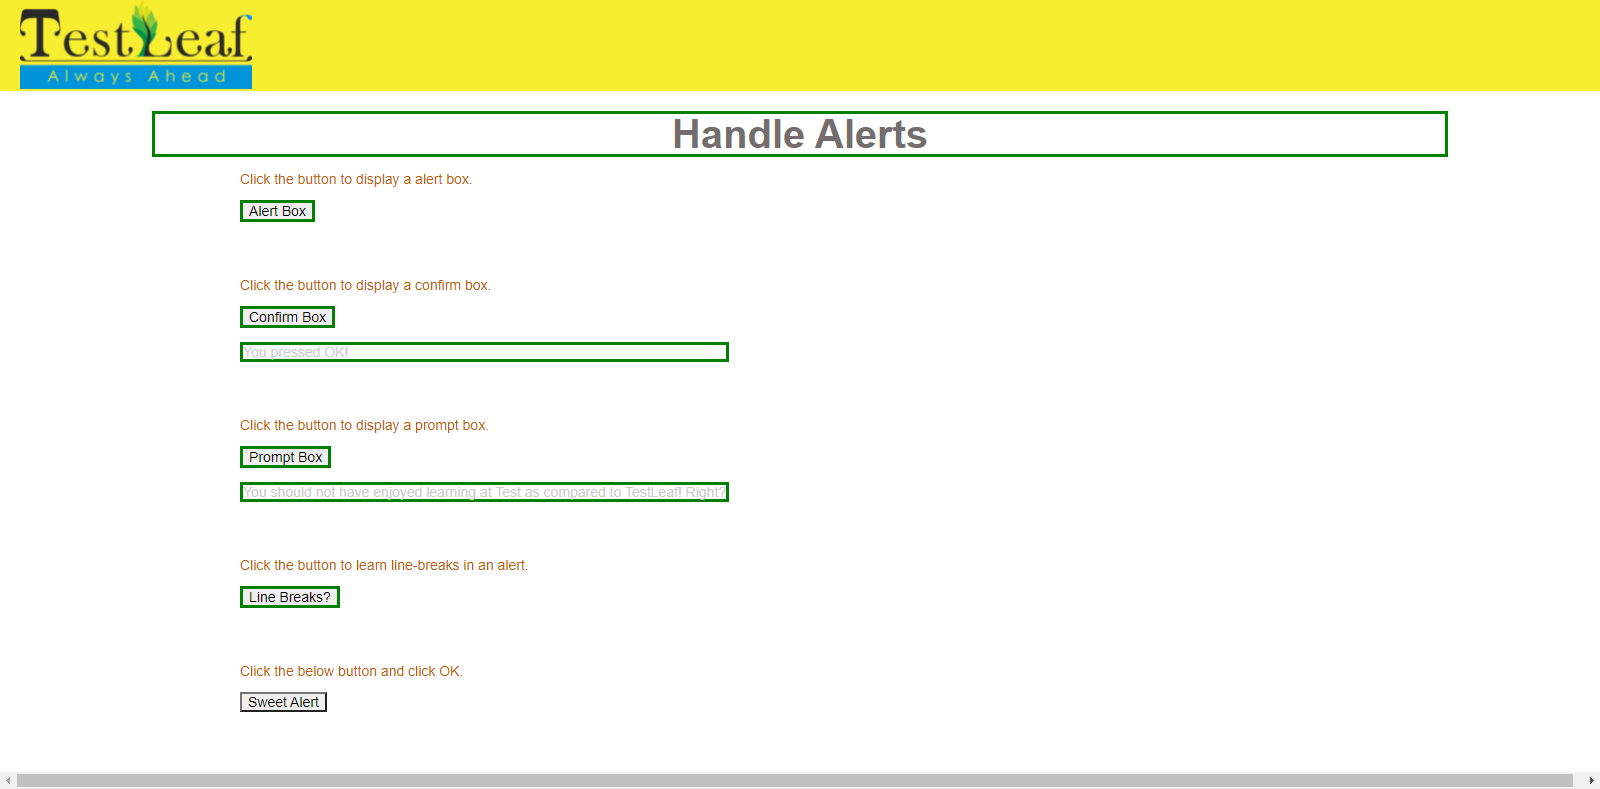 TestLeaf
Always Ahead
Handle Alerts
Click the button to display a alert box.
Alert Box
Click the button to display a confirm box.
Confirm Box
You pressed OK!
Click the button to display a prompt box.
Prompt Box
You should not have enjoyed learning at Test as compared to TestLeaf! Right?
Click the button to learn line-breaks in an alert.
Line Breaks?
Click the below button and click OK.
Sweet Alert